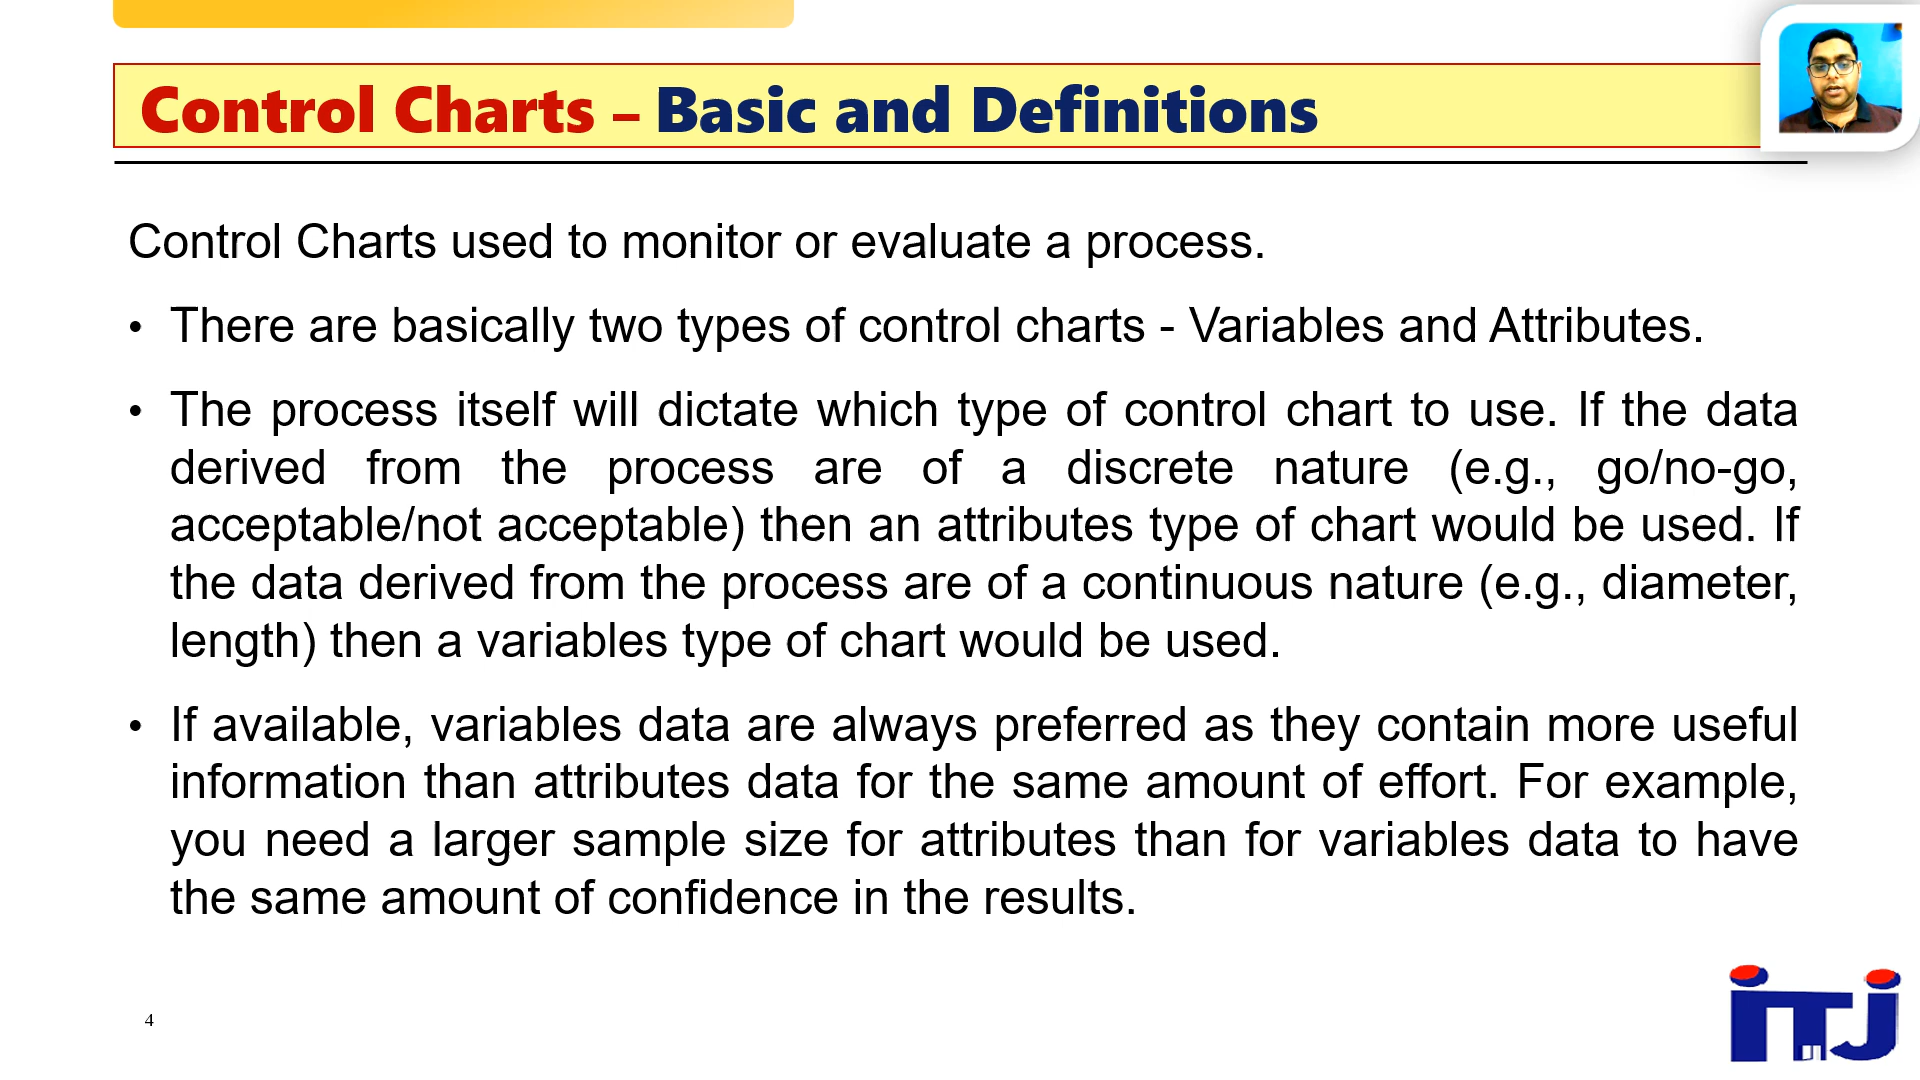 Control Charts – Basic and Definitions
Control Charts used to monitor or evaluate a process.
• There are basically two types of control charts - Variables and Attributes.
• The process itself will dictate which type of control chart to use. If the data
derived from the process are of a discrete nature (e.g., go/no-go,
acceptable/not acceptable) then an attributes type of chart would be used. If
the data derived from the process are of a continuous nature (e.g., diameter,
length) then a variables type of chart would be used.
• If available, variables data are always preferred as they contain more useful
information than attributes data for the same amount of effort. For example,
you need a larger sample size for attributes than for variables data to have
the same amount of confidence in the results.
4
iTJ